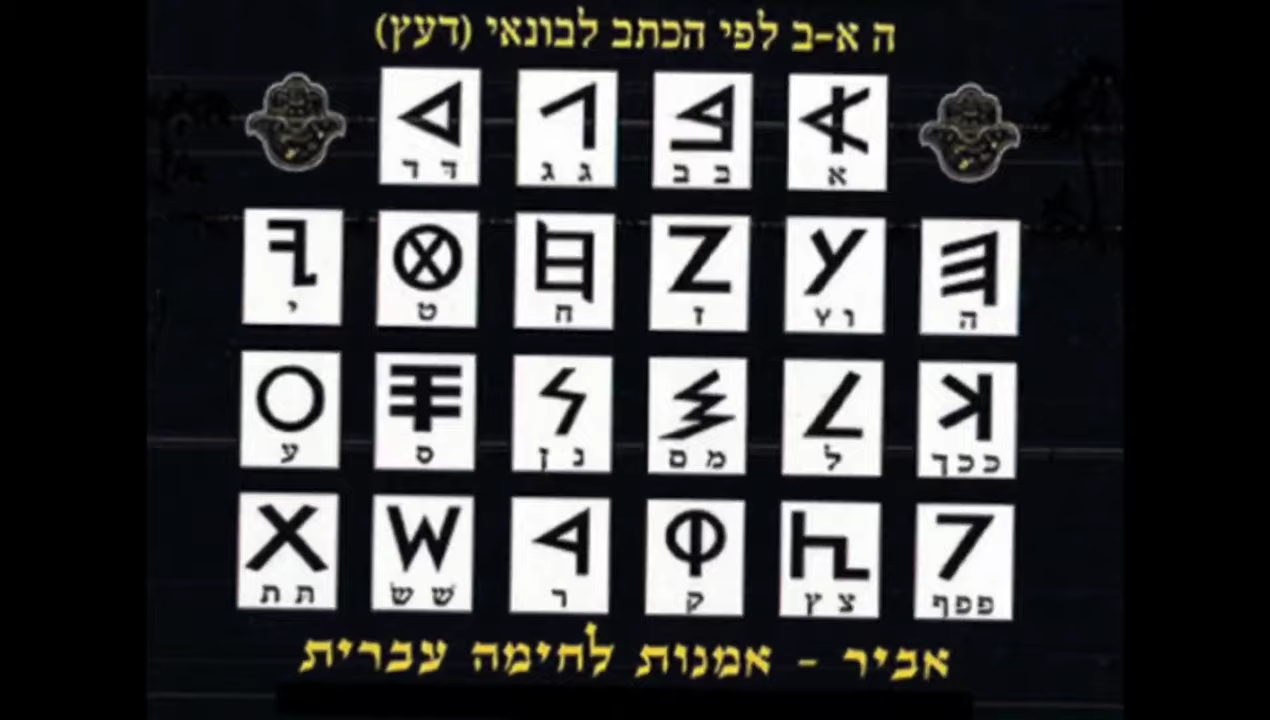 ה א-ב לפי הכתב לבונאי (דעץ)
א
ב ב
ג ג
ד ד
ה
ו ץ
ז
ח
ט
י
כ כ ך
ל
מ ם
נ ן
ס
ע
פ פ ף
צ ץ
ק
ר
ש ש
ת ת
אביר - אמנות לחימה עברית